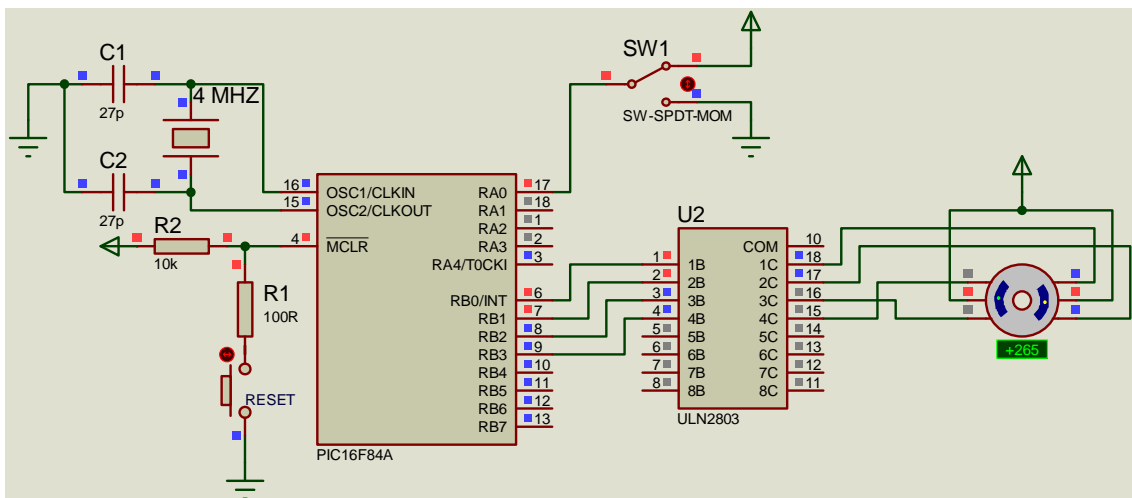 C1
27p
4 MHZ
C2
27p
R2
10k
R1
100R
RESET
16
15
4
OSC1/CLKIN
OSC2/CLKOUT
MCLR
RA0
RA1
RA2
RA3
RA4/T0CKI
RB0/INT
RB1
RB2
RB3
RB4
RB5
RB6
RB7
17
18
1
2
3
6
7
8
9
10
11
12
13
PIC16F84A
SW1
SW-SPDT-MOM
U2
1
2
3
4
5
6
7
8
1B
2B
3B
4B
5B
6B
7B
8B
COM
1C
2C
3C
4C
5C
6C
7C
8C
10
18
17
16
15
14
13
12
11
ULN2803
+265